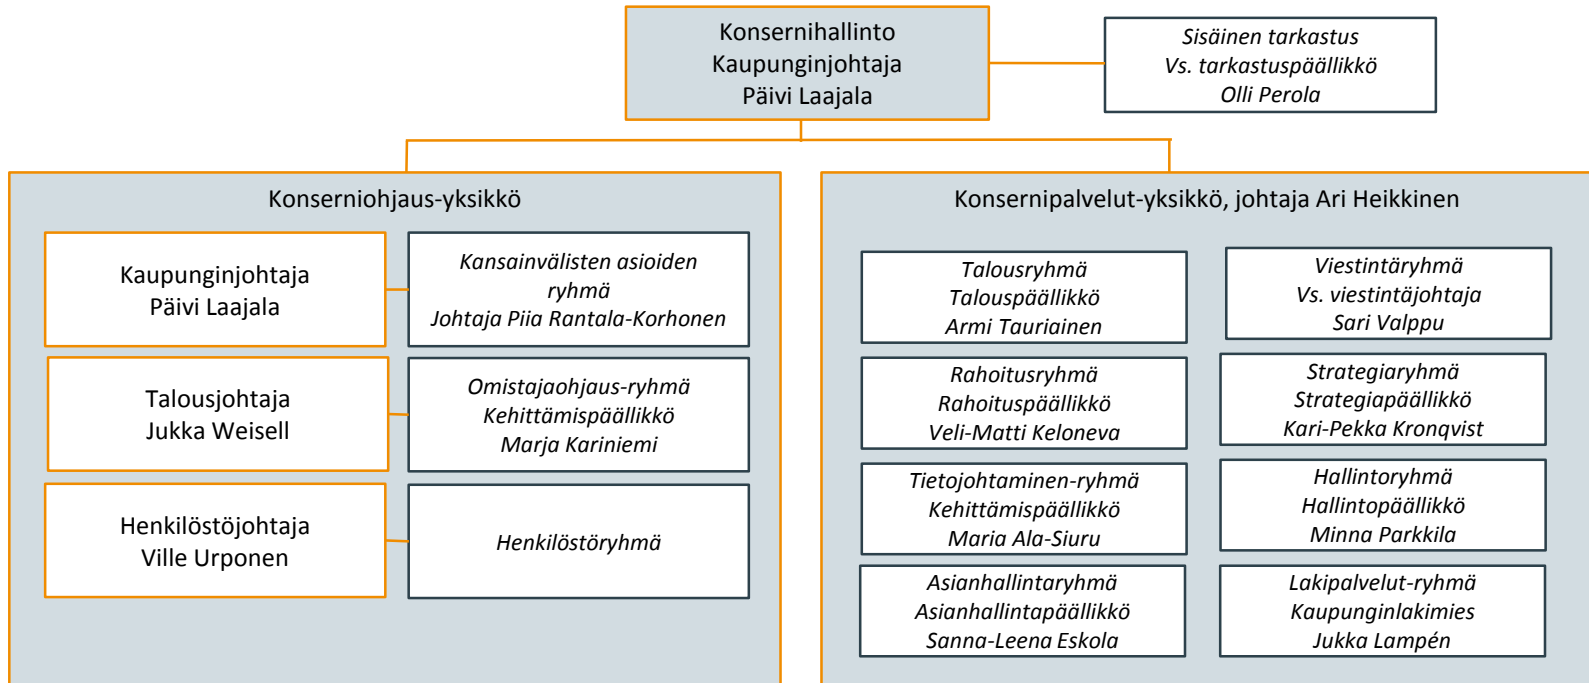 Konsernihallinto
Kaupunginjohtaja
Päivi Laajala
Sisäinen tarkastus
Vs. tarkastuspäällikkö
Olli Perola
Konserniohjaus-yksikkö
Kaupunginjohtaja
Päivi Laajala
Kansainvälisten asioiden
ryhmä
Johtaja Piia Rantala-Korhonen
Talousjohtaja
Jukka Weisell
Omistajaohjaus-ryhmä
Kehittämispäällikkö
Marja Kariniemi
Henkilöstöjohtaja
Ville Urponen
Henkilöstöryhmä
Konsernipalvelut-yksikkö, johtaja Ari Heikkinen
Talousryhmä
Talouspäällikkö
Armi Tauriainen
Viestintäryhmä
Vs. viestintäjohtaja
Sari Valppu
Rahoitusryhmä
Rahoituspäällikkö
Veli-Matti Keloneva
Strategiaryhmä
Strategiapäällikkö
Kari-Pekka Kronqvist
Tietojohtaminen-ryhmä
Kehittämispäällikkö
Maria Ala-Siuru
Hallintoryhmä
Hallintopäällikkö
Minna Parkkila
Asianhallintaryhmä
Asianhallintapäällikkö
Sanna-Leena Eskola
Lakipalvelut-ryhmä
Kaupunginlakimies
Jukka Lampén